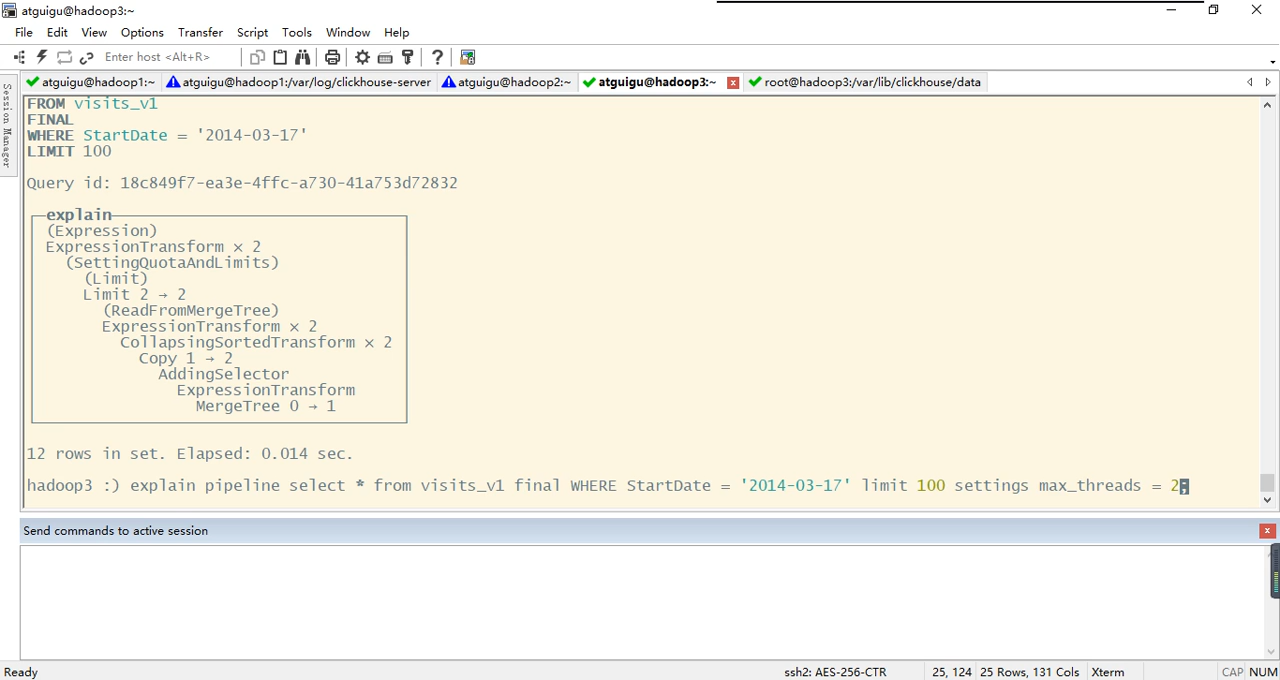 atguigu@hadoop3:~
File Edit View Options Transfer Script Tools Window Help
Enter host <Alt+R>
atguigu@hadoop1:~ atguigu@hadoop1:/var/log/clickhouse-server atguigu@hadoop2:~ atguigu@hadoop3:~ root@hadoop3:/var/lib/clickhouse/data
Session Manager
FROM visits_v1
FINAL
WHERE StartDate = '2014-03-17'
LIMIT 100
Query id: 18c849f7-ea3e-4ffc-a730-41a753d72832
explain
(Expression)
ExpressionTransform × 2
(SettingQuotaAndLimits)
(Limit)
Limit 2 → 2
(ReadFromMergeTree)
ExpressionTransform × 2
CollapsingSortedTransform × 2
Copy 1 → 2
AddingSelector
ExpressionTransform
MergeTree 0 → 1
12 rows in set. Elapsed: 0.014 sec.
hadoop3 :) explain pipeline select * from visits_v1 final WHERE StartDate = '2014-03-17' limit 100 settings max_threads = 2;
Send commands to active session
Ready ssh2: AES-256-CTR 25, 124 25 Rows, 131 Cols Xterm CAP NUM